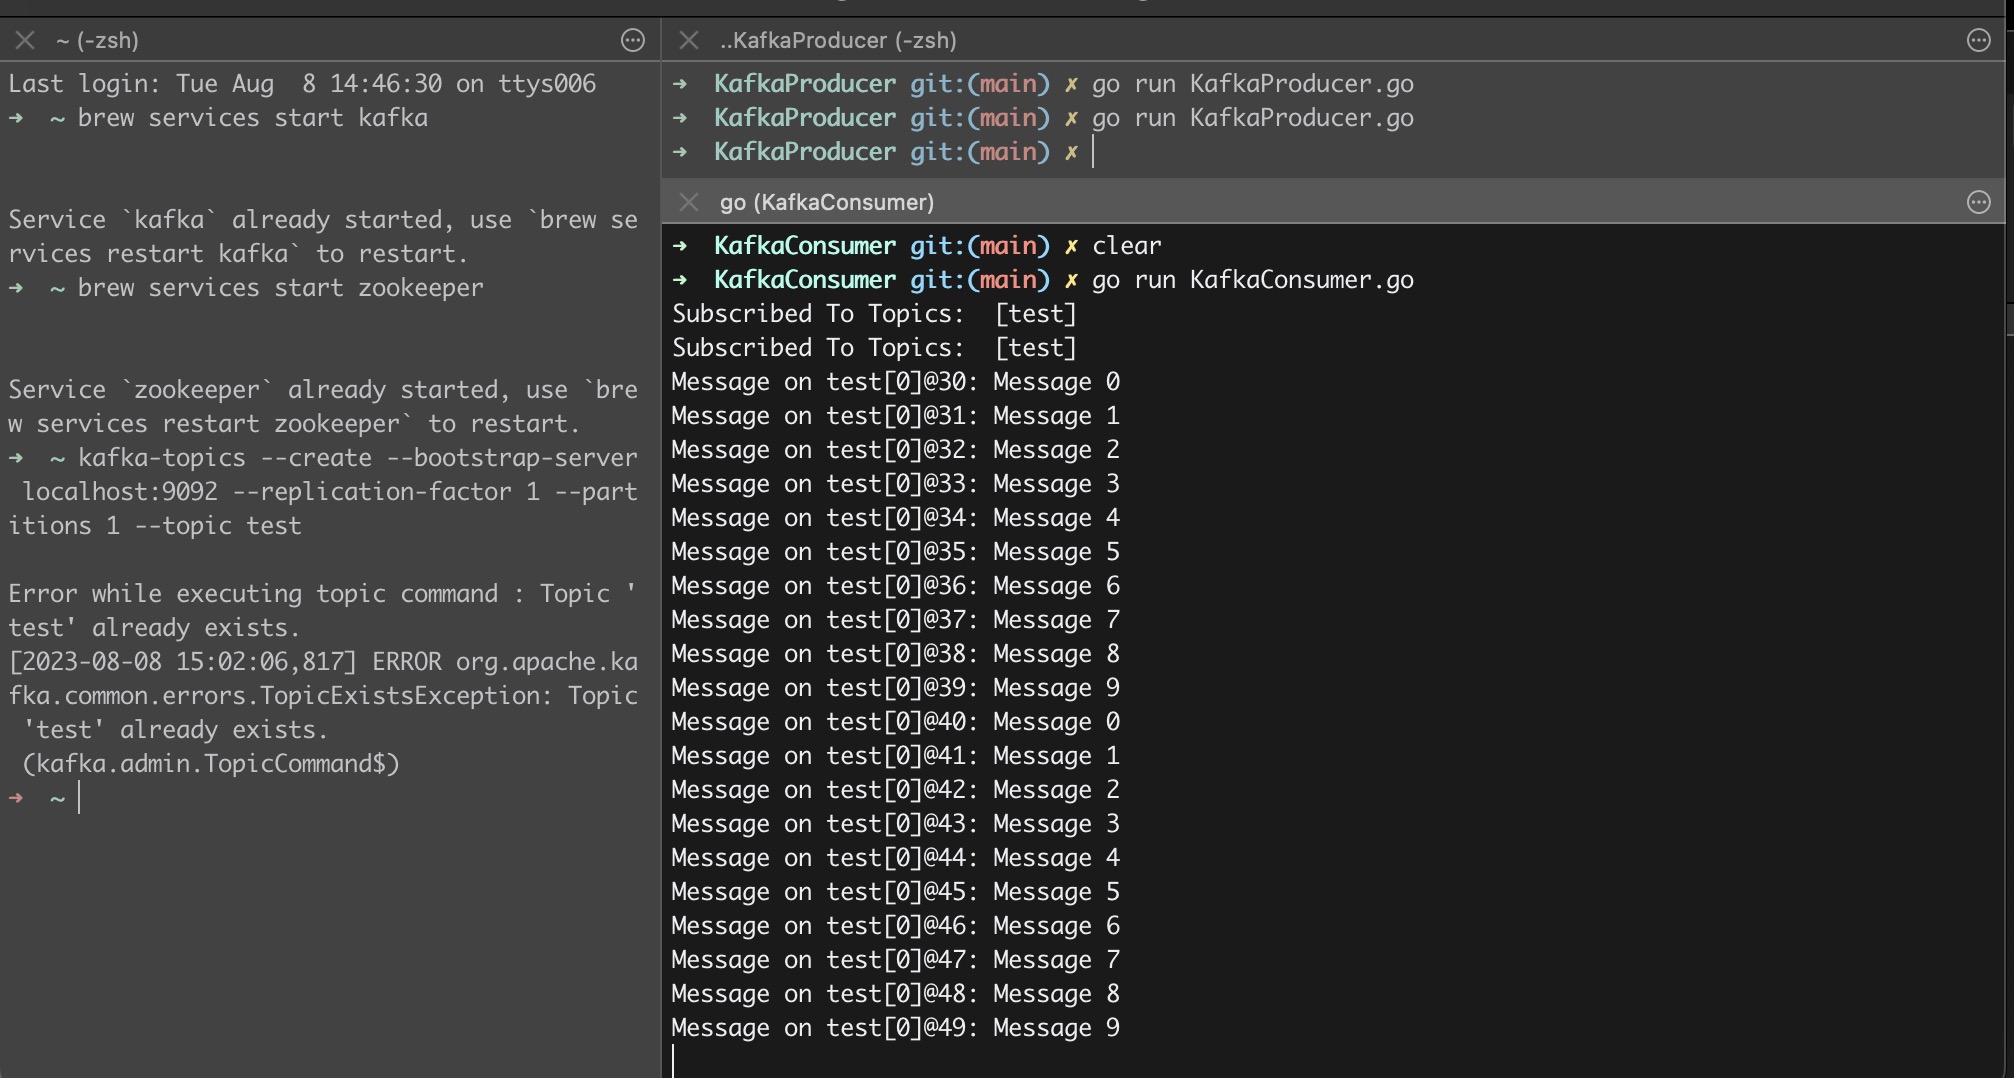 ~ (-zsh)
Last login: Tue Aug  8 14:46:30 on ttys006
➜  ~ brew services start kafka
Service `kafka` already started, use `brew se
rvices restart kafka` to restart.
➜  ~ brew services start zookeeper
Service `zookeeper` already started, use `bre
w services restart zookeeper` to restart.
➜  ~ kafka-topics --create --bootstrap-server
 localhost:9092 --replication-factor 1 --part
itions 1 --topic test
Error while executing topic command : Topic '
test' already exists.
[2023-08-08 15:02:06,817] ERROR org.apache.ka
fka.common.errors.TopicExistsException: Topic
 'test' already exists.
 (kafka.admin.TopicCommand$)
➜  ~
..KafkaProducer (-zsh)
➜  KafkaProducer git:(main) ✗ go run KafkaProducer.go
➜  KafkaProducer git:(main) ✗ go run KafkaProducer.go
➜  KafkaProducer git:(main) ✗
go (KafkaConsumer)
➜  KafkaConsumer git:(main) ✗ clear
➜  KafkaConsumer git:(main) ✗ go run KafkaConsumer.go
Subscribed To Topics:  [test]
Subscribed To Topics:  [test]
Message on test[0]@30: Message 0
Message on test[0]@31: Message 1
Message on test[0]@32: Message 2
Message on test[0]@33: Message 3
Message on test[0]@34: Message 4
Message on test[0]@35: Message 5
Message on test[0]@36: Message 6
Message on test[0]@37: Message 7
Message on test[0]@38: Message 8
Message on test[0]@39: Message 9
Message on test[0]@40: Message 0
Message on test[0]@41: Message 1
Message on test[0]@42: Message 2
Message on test[0]@43: Message 3
Message on test[0]@44: Message 4
Message on test[0]@45: Message 5
Message on test[0]@46: Message 6
Message on test[0]@47: Message 7
Message on test[0]@48: Message 8
Message on test[0]@49: Message 9